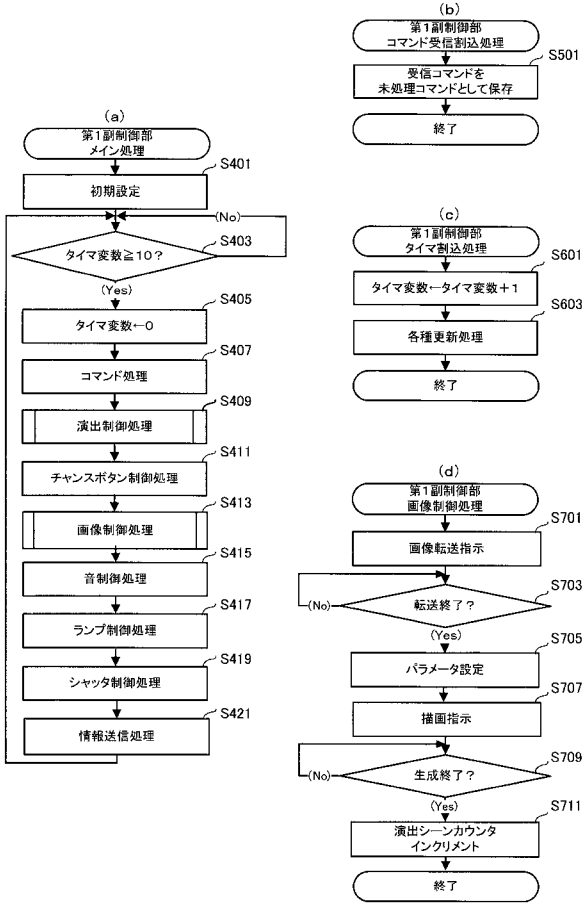 (a)
第1副制御部
メイン処理
S401
初期設定
(No)
S403
タイマ変数≧10?
(Yes)
S405
タイマ変数←0
S407
コマンド処理
S409
演出制御処理
S411
チャンスボタン制御処理
S413
画像制御処理
S415
音制御処理
S417
ランプ制御処理
S419
シャッタ制御処理
S421
情報送信処理
(b)
第1副制御部
コマンド受信割込処理
S501
受信コマンドを
未処理コマンドとして保存
終了
(c)
第1副制御部
タイマ割込処理
S601
タイマ変数←タイマ変数+1
S603
各種更新処理
終了
(d)
第1副制御部
画像制御処理
S701
画像転送指示
S703
転送終了?
(No)
(Yes)
S705
パラメータ設定
S707
描画指示
S709
生成終了?
(No)
(Yes)
S711
演出シーンカウンタ
インクリメント
終了